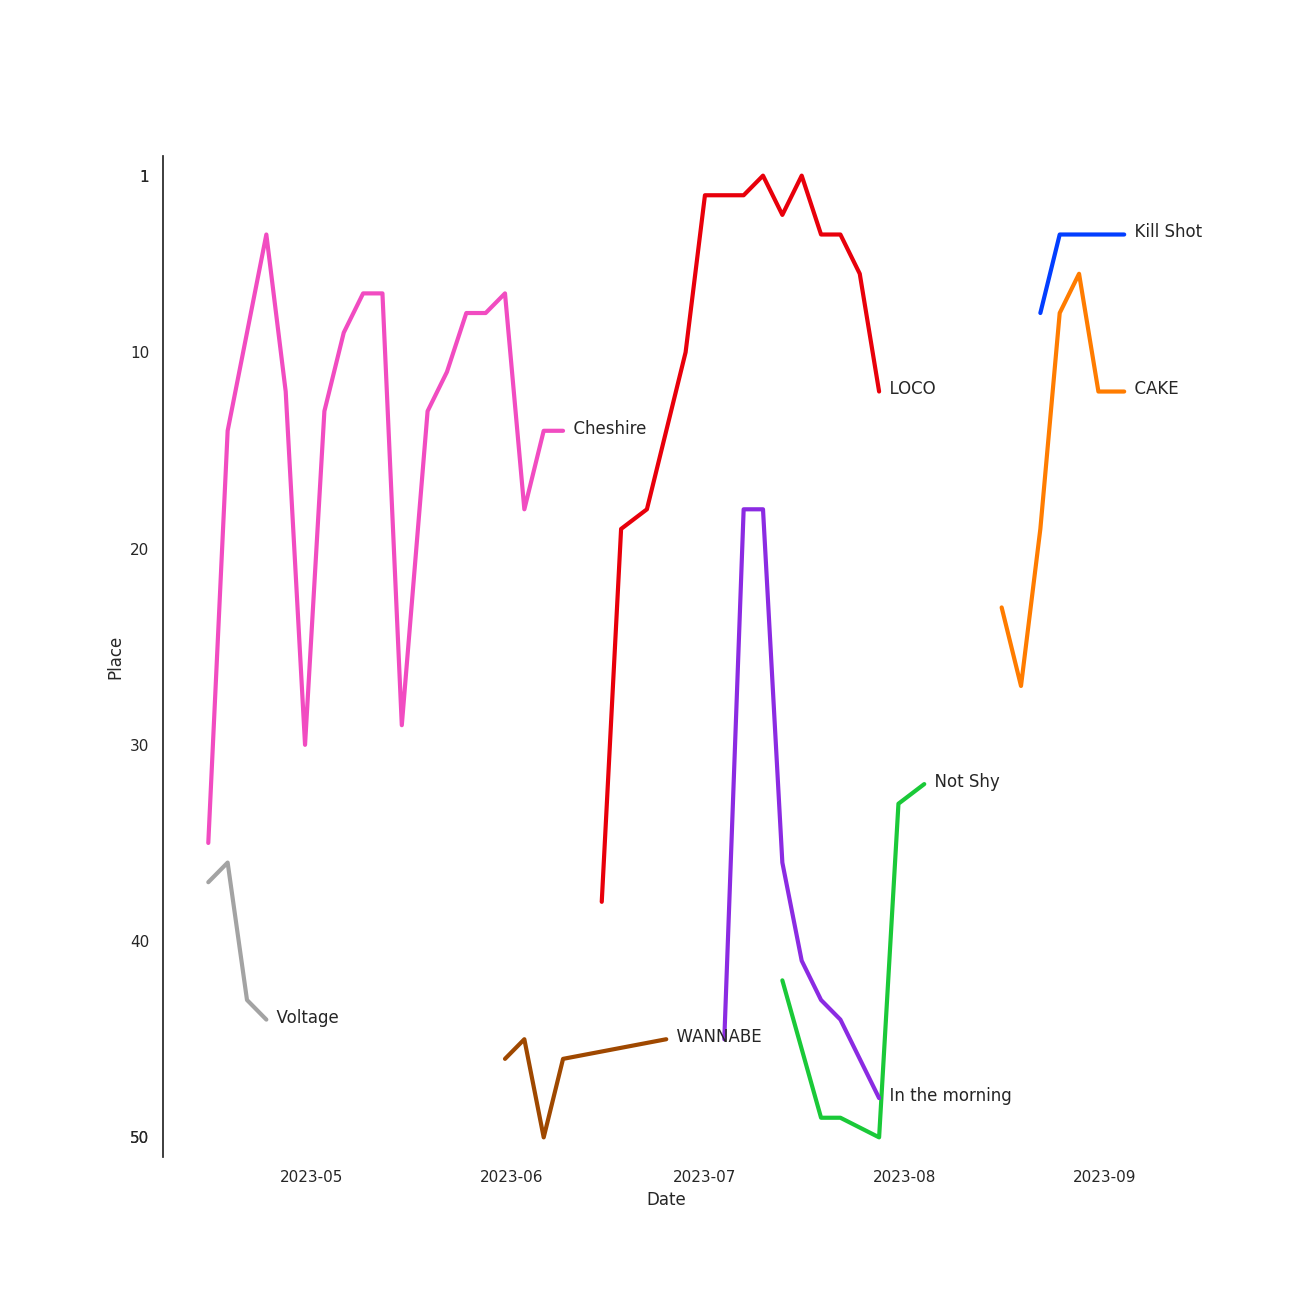 1
Kill Shot
10
LOCO
CAKE
Cheshire
20
Place
30
Not Shy
40
Voltage
WANNABE
In the morning
50
2023-05
2023-06
2023-07
2023-08
2023-09
Date